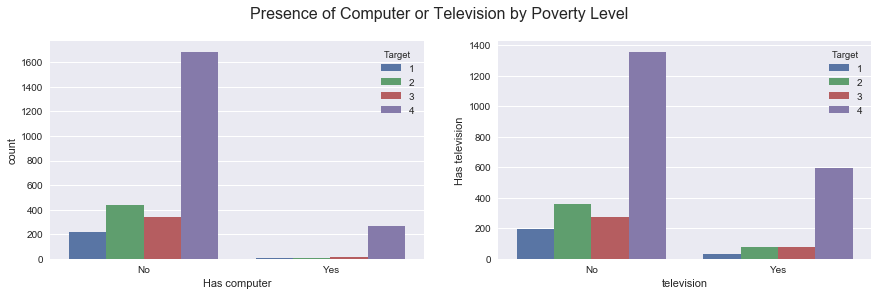 Presence of Computer or Television by Poverty Level
count
1600
1400
1200
1000
800
600
400
200
0
No
Yes
Has computer
Target
1
2
3
4
Has television
1400
1200
1000
800
600
400
200
0
No
Yes
television
Target
1
2
3
4